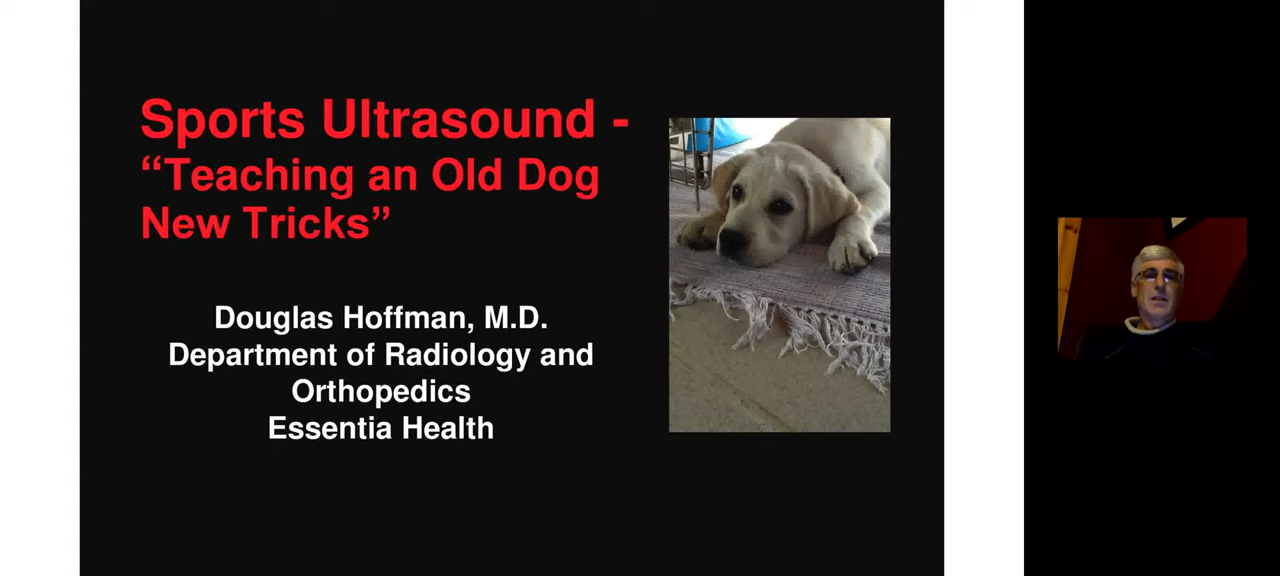 Sports Ultrasound -
“Teaching an Old Dog
New Tricks”
Douglas Hoffman, M.D.
Department of Radiology and
Orthopedics
Essentia Health